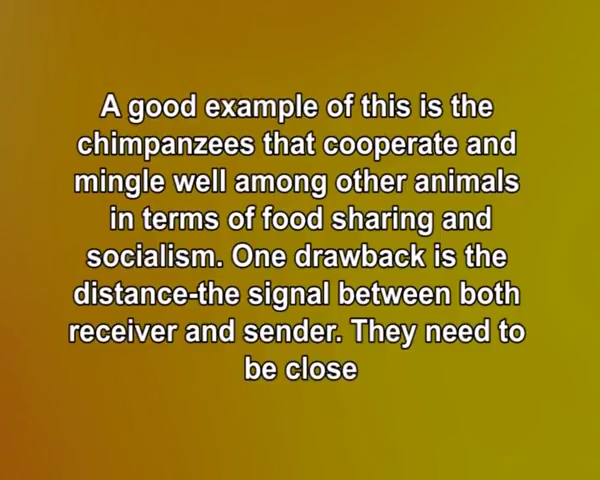 A good example of this is the
chimpanzees that cooperate and
mingle well among other animals
in terms of food sharing and
socialism. One drawback is the
distance-the signal between both
receiver and sender. They need to
be close